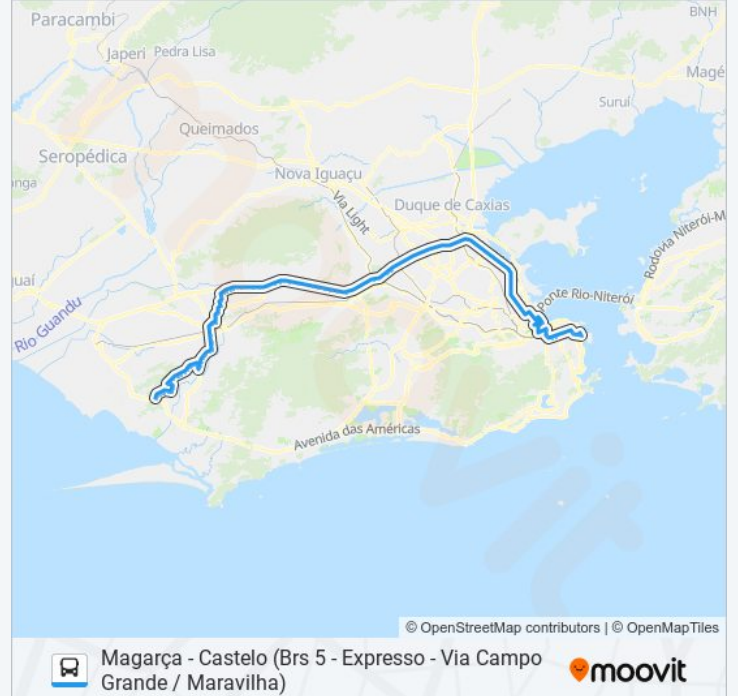 Paracambi
BNH
Japeri
Pedra Lisa
Magé
Suruí
Queimados
Seropédica
anga
Nova Iguaçu
Via Light
Duque de Caxias
Rodovia Niterói-M
uaí
Rio Guandu
Ponte Rio-Niterói
Avenida das Américas
© OpenStreetMap contributors | © OpenMapTiles
Magarça - Castelo (Brs 5 - Expresso - Via Campo
Grande / Maravilha)
moovit